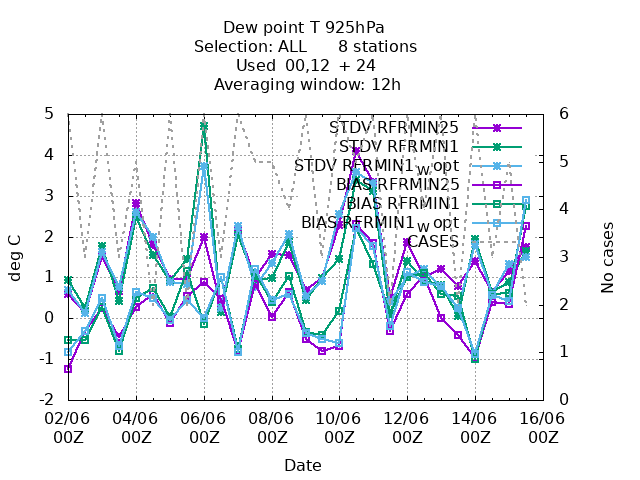 Dew point T 925hPa
Selection: ALL 8 stations
Used 00,12 + 24
Averaging window: 12h
5
4
3
2
1
0
-1
-2
deg C
6
5
4
3
2
1
0
No cases
STDV RFRMIN25
STDV RFRMIN1
STDV RFRMIN1_w_opt
BIAS RFRMIN25
BIAS RFRMIN1
BIAS RFRMIN1_w_opt
CASES
02/06 04/06 06/06 08/06 10/06 12/06 14/06 16/06
00Z 00Z 00Z 00Z 00Z 00Z 00Z 00Z
Date